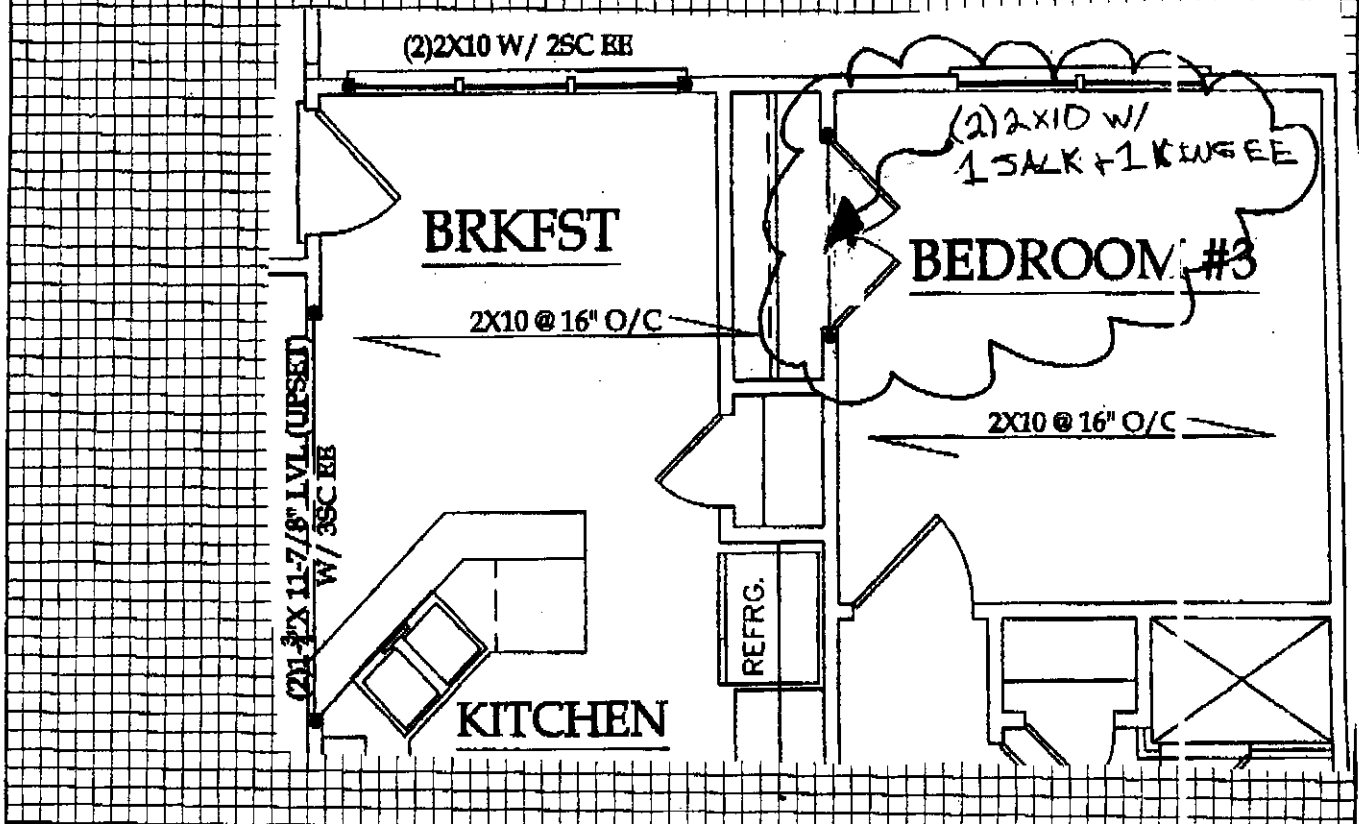 (2)2X10 W/ 2SC EE
(2)2X10 W/
1 JACK + 1 KING EE
BRKFST
BEDROOM #3
2X10 @ 16" O/C
2X10 @ 16" O/C
(2)1-3/4"X 11-7/8" LVL (UPSET)
W/ 3SC EE
REFRG.
KITCHEN